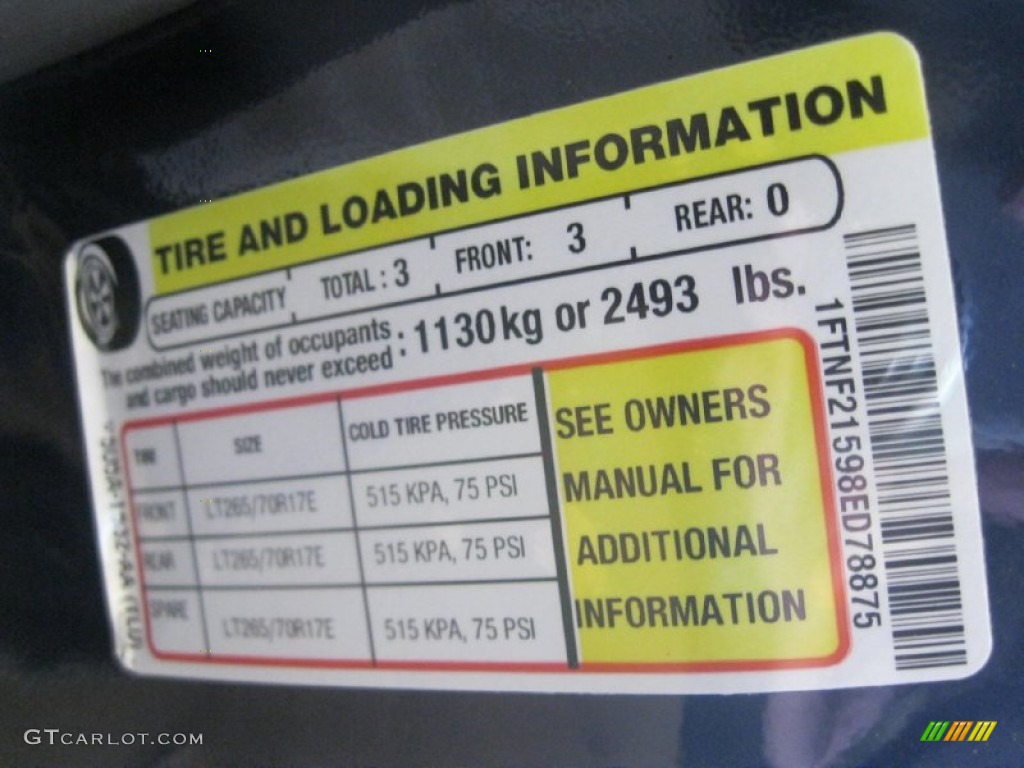 TIRE AND LOADING INFORMATION
SEATING CAPACITY TOTAL : 3 FRONT: 3 REAR: 0
The combined weight of occupants
and cargo should never exceed : 1130kg or 2493 lbs.
TIRE SIZE COLD TIRE PRESSURE
FRONT LT265/70R17E 515 KPA, 75 PSI
REAR LT265/70R17E 515 KPA, 75 PSI
SPARE LT265/70R17E 515 KPA, 75 PSI
SEE OWNERS
MANUAL FOR
ADDITIONAL
INFORMATION
1FTNF21598ED78875
GTCARLOT.COM